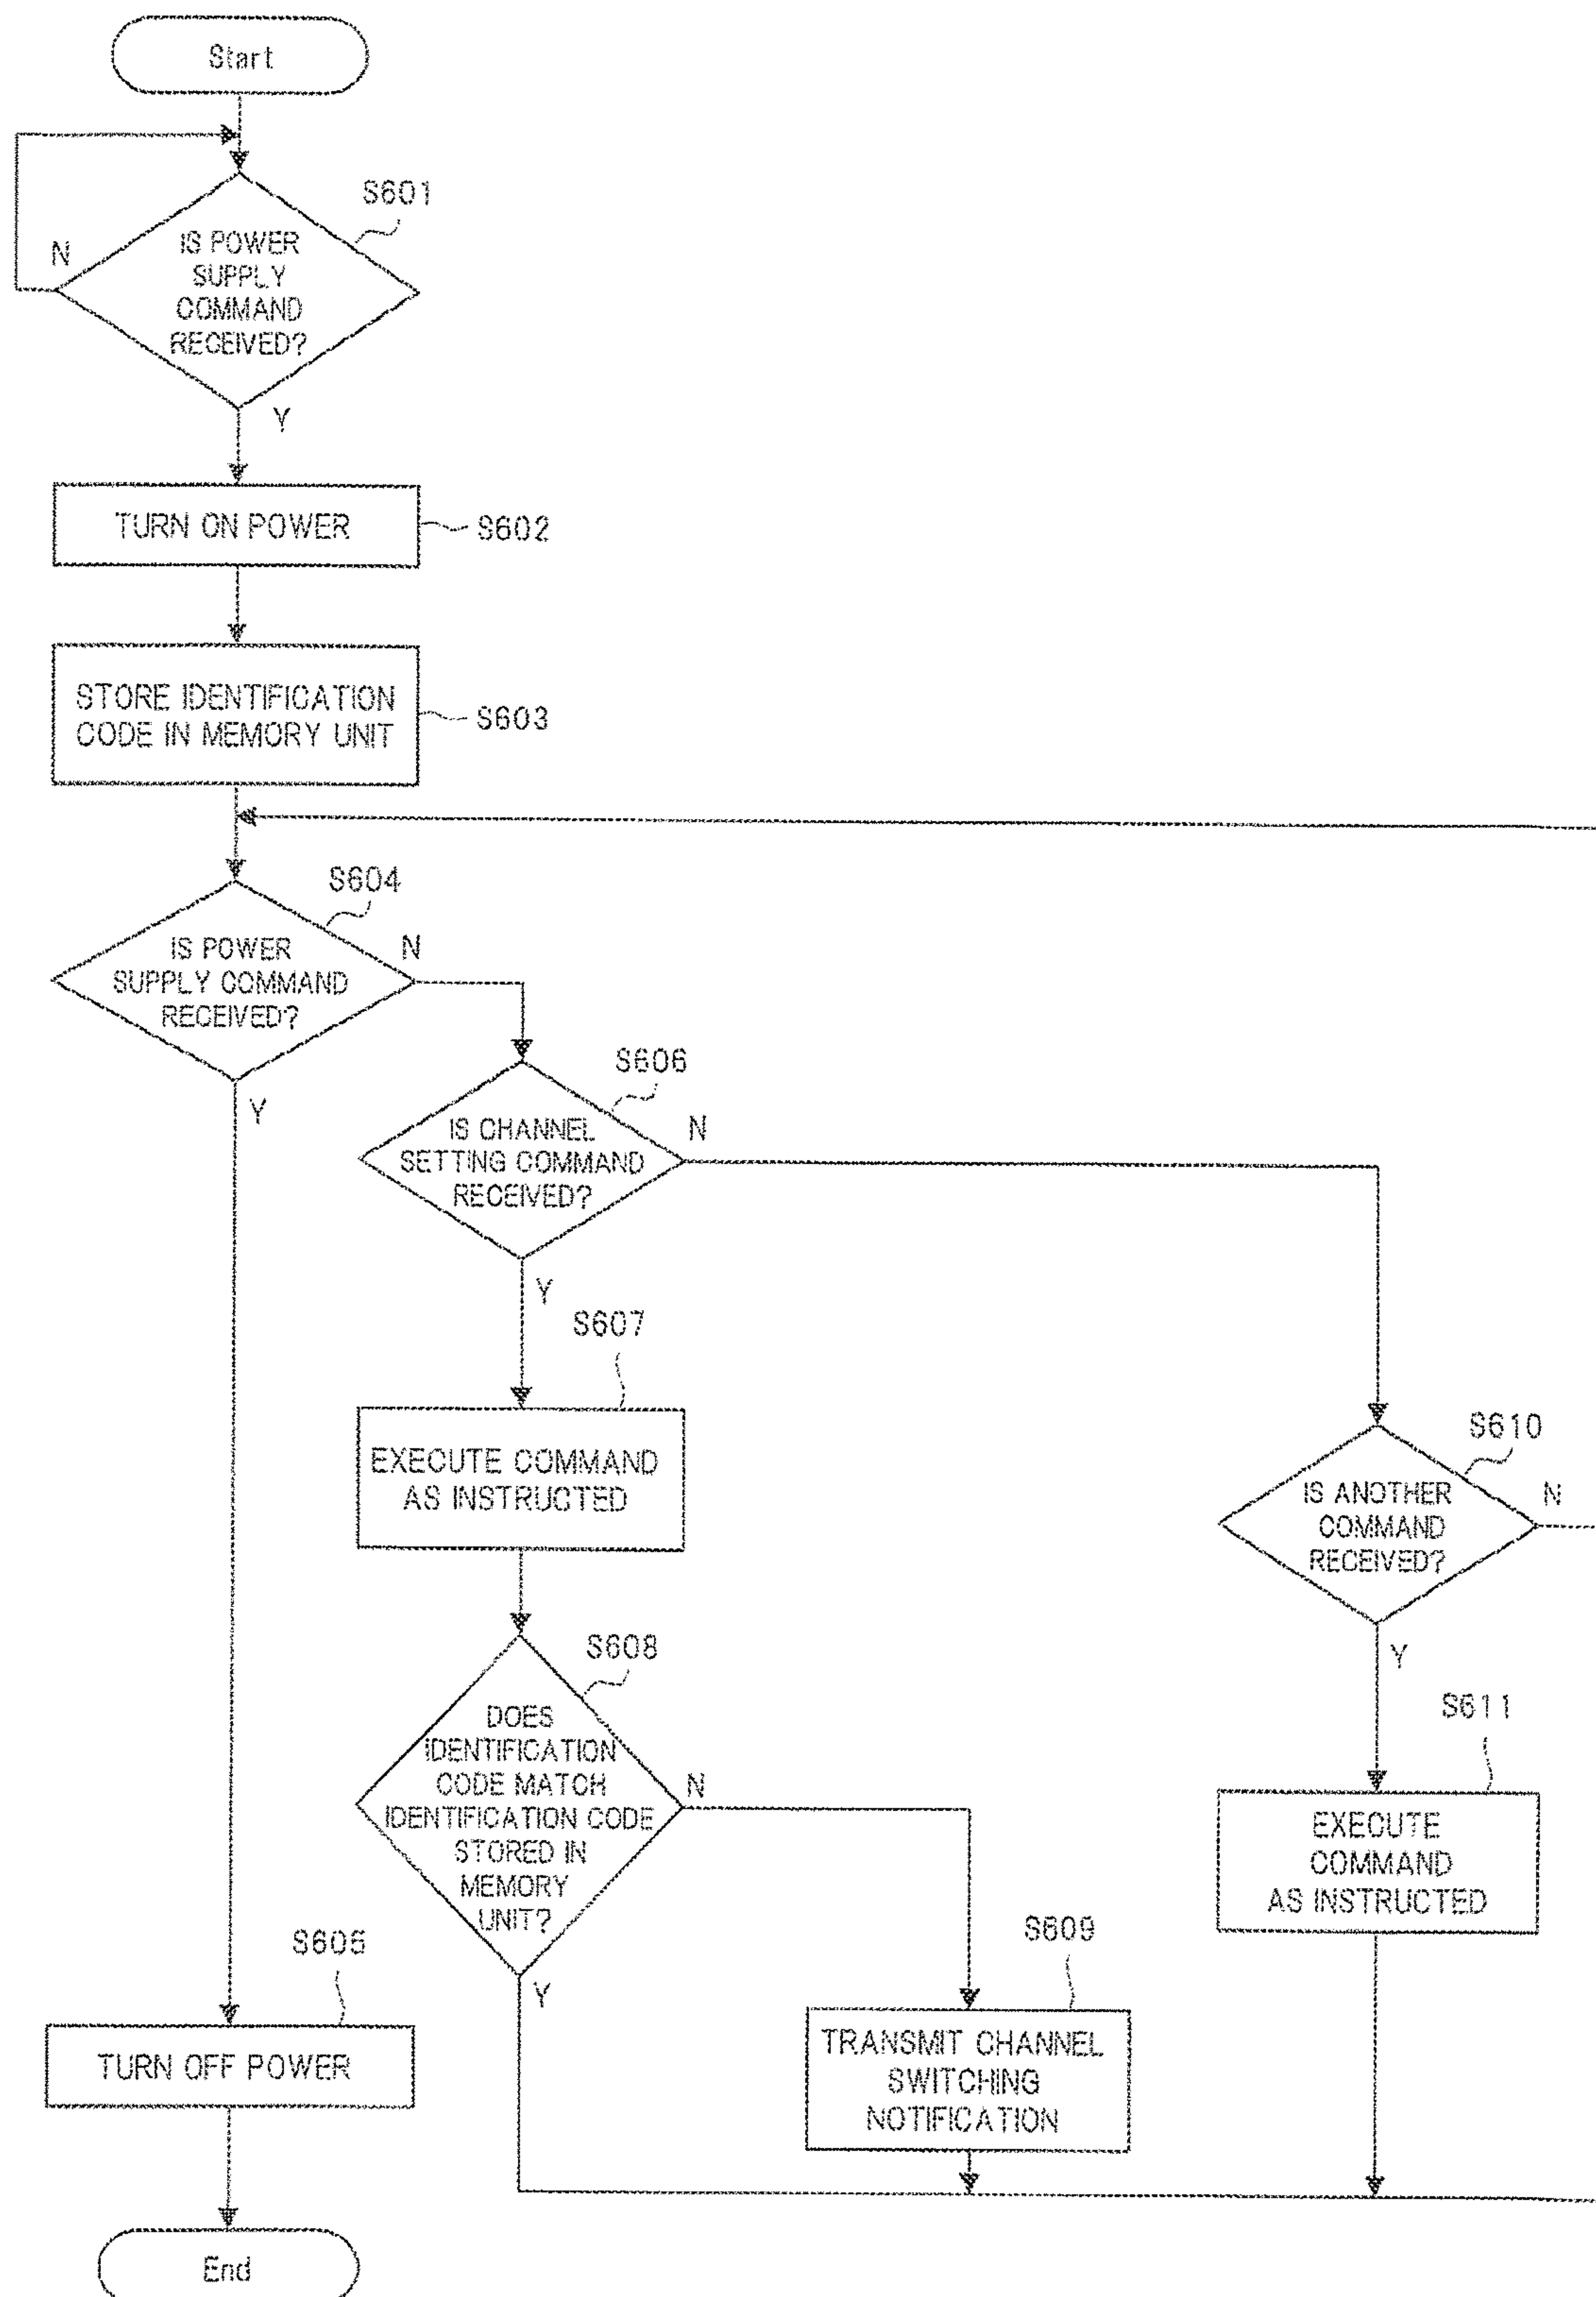 Start
S601
N
IS POWER
SUPPLY
COMMAND
RECEIVED?
Y
TURN ON POWER
S602
STORE IDENTIFICATION
CODE IN MEMORY UNIT
S603
S604
IS POWER
SUPPLY COMMAND
RECEIVED?
N
Y
S606
IS CHANNEL
SETTING COMMAND
RECEIVED?
N
Y
S607
EXECUTE COMMAND
AS INSTRUCTED
S610
IS ANOTHER
COMMAND
RECEIVED?
N
Y
S608
DOES
IDENTIFICATION
CODE MATCH
IDENTIFICATION CODE
STORED IN
MEMORY
UNIT?
N
Y
S611
EXECUTE
COMMAND
AS INSTRUCTED
S609
TRANSMIT CHANNEL
SWITCHING
NOTIFICATION
S605
TURN OFF POWER
End